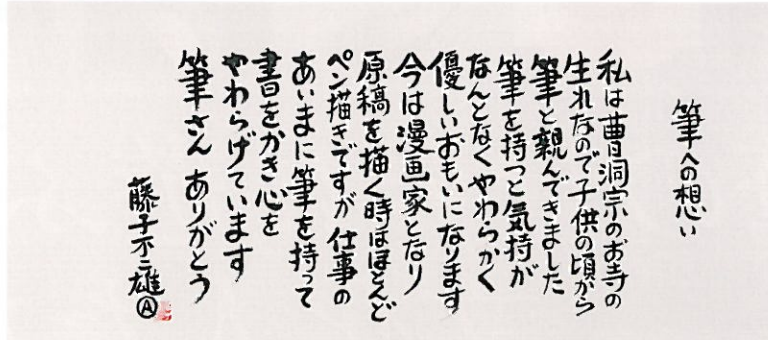 筆への想い
私は曹洞宗のお寺の
生れなので子供の頃から
筆と親んできました
筆を持つと気持が
なんとなくやわらかく
優しいおもいになります
今は漫画家となり
原稿を描く時はほとんど
ペン描きですが 仕事の
あいまに筆を持って
書をかき心を
やわらげています
筆さん ありがとう
藤子不二雄Ⓐ